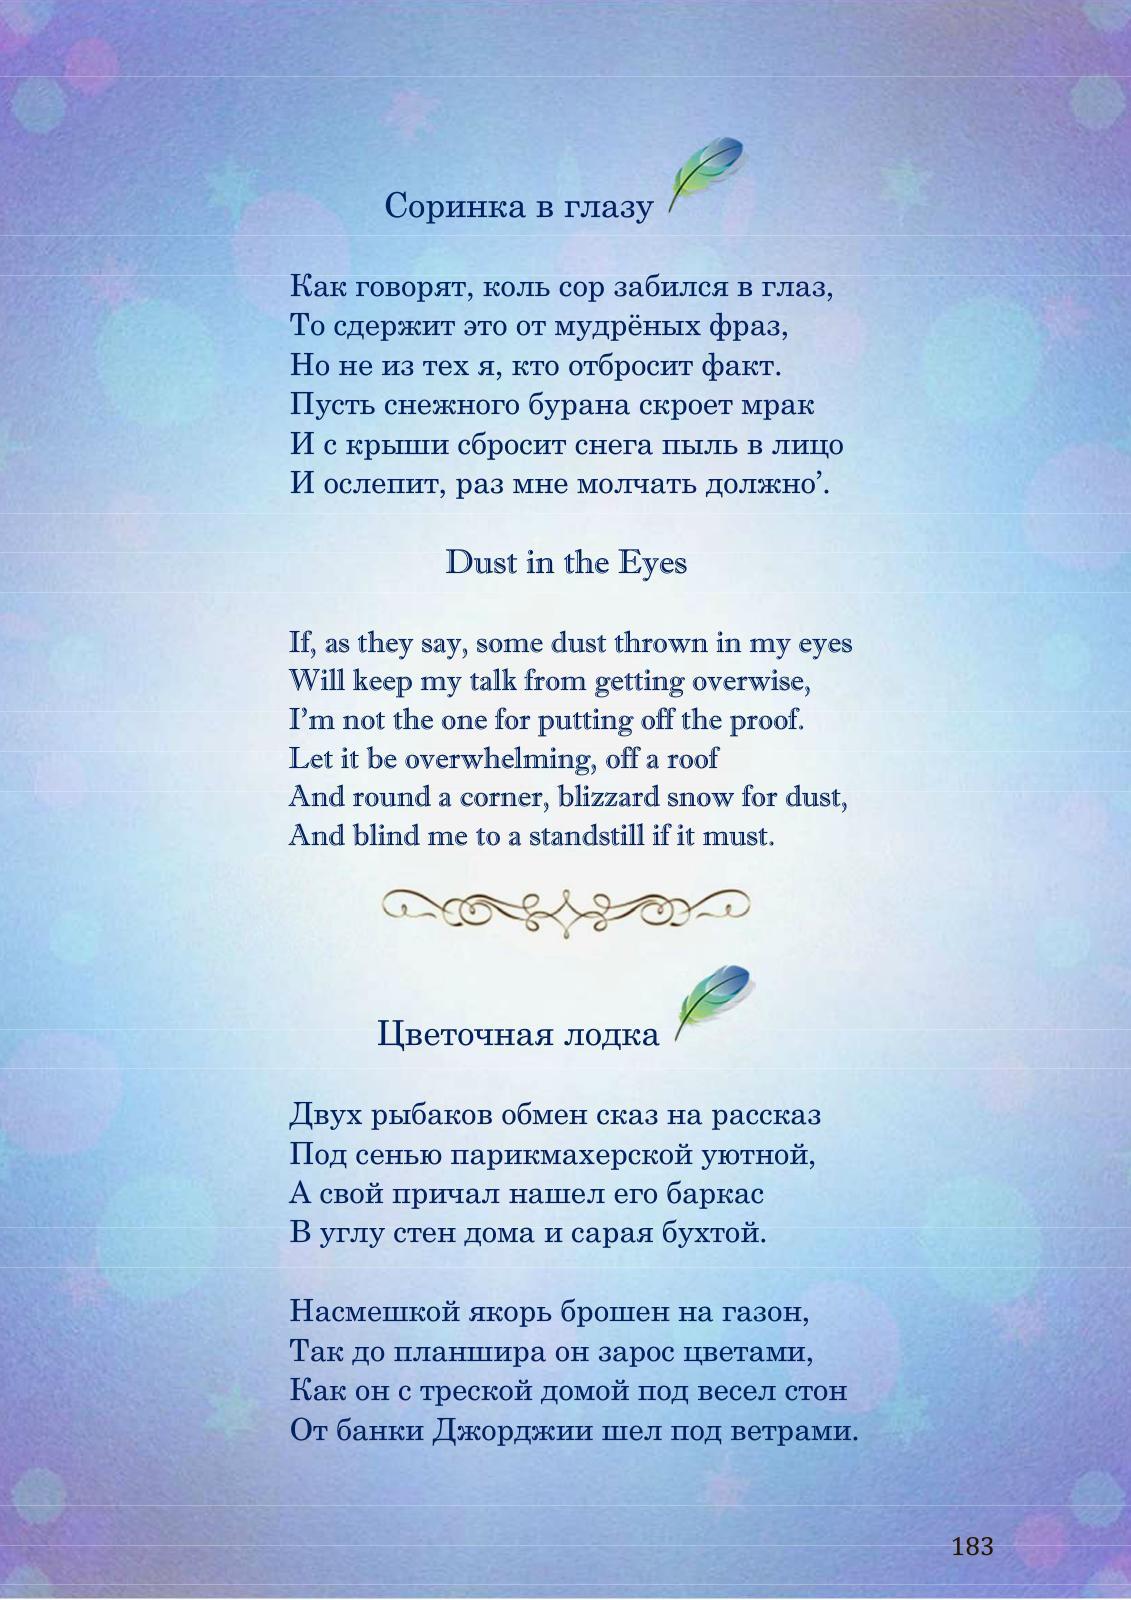 Соринка в глазу
Как говорят, коль сор забился в глаз,
То сдержит это от мудрёных фраз,
Но не из тех я, кто отбросит факт.
Пусть снежного бурана скроет мрак
И с крыши сбросит снега пыль в лицо
И ослепит, раз мне молчать должно’.
Dust in the Eyes
If, as they say, some dust thrown in my eyes
Will keep my talk from getting overwise,
I’m not the one for putting off the proof.
Let it be overwhelming, off a roof
And round a corner, blizzard snow for dust,
And blind me to a standstill if it must.
Цветочная лодка
Двух рыбаков обмен сказ на рассказ
Под сенью парикмахерской уютной,
А свой причал нашел его баркас
В углу стен дома и сарая бухтой.
Насмешкой якорь брошен на газон,
Так до планшира он зарос цветами,
Как он с треской домой под весел стон
От банки Джорджии шел под ветрами.
183